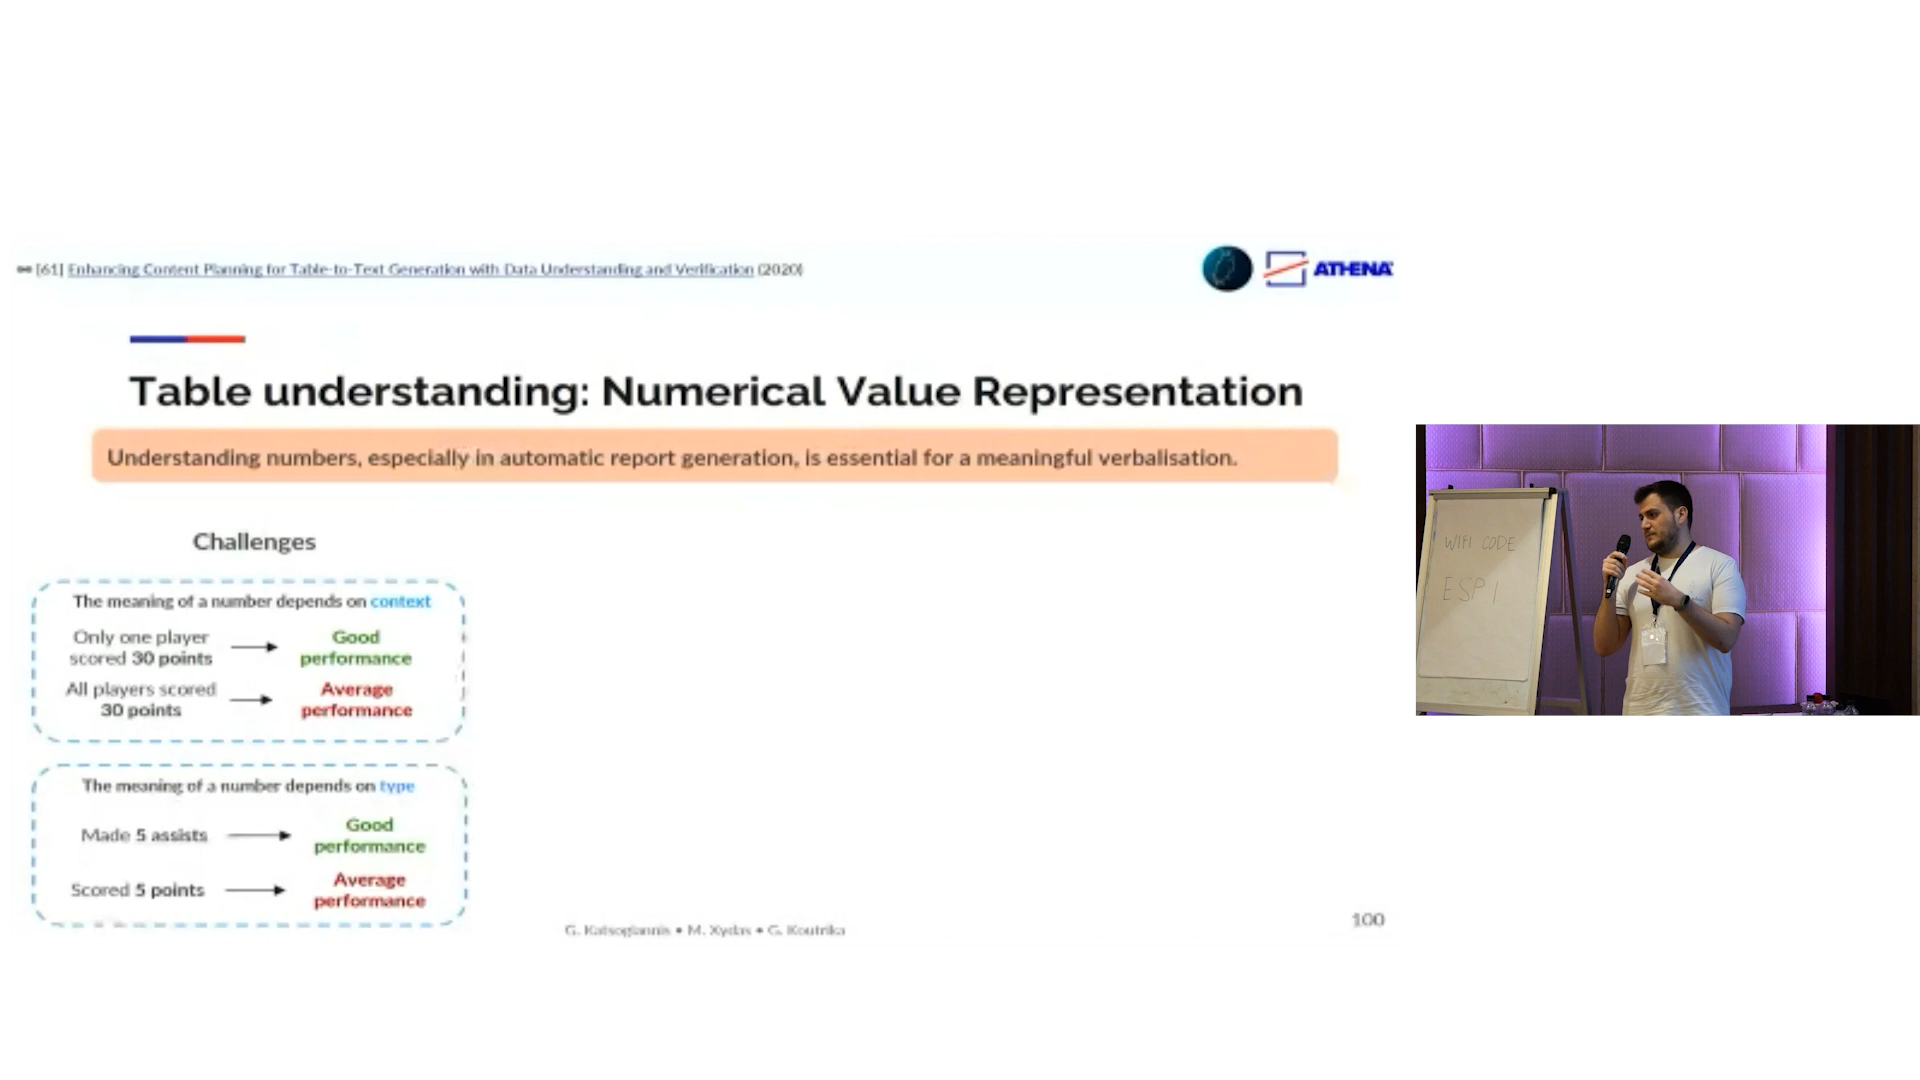 [61] Enhancing Content Planning for Table-to-Text Generation with Data Understanding and Verification (2020)
ATHENA
Table understanding: Numerical Value Representation
Understanding numbers, especially in automatic report generation, is essential for a meaningful verbalisation.
Challenges
The meaning of a number depends on context
Only one player
scored 30 points
Good
performance
All players scored
30 points
Average
performance
The meaning of a number depends on type
Made 5 assists
Good
performance
Scored 5 points
Average
performance
G. Katsogiannis • M. Xydas • G. Koutrika
100
WIFI CODE
ESP1